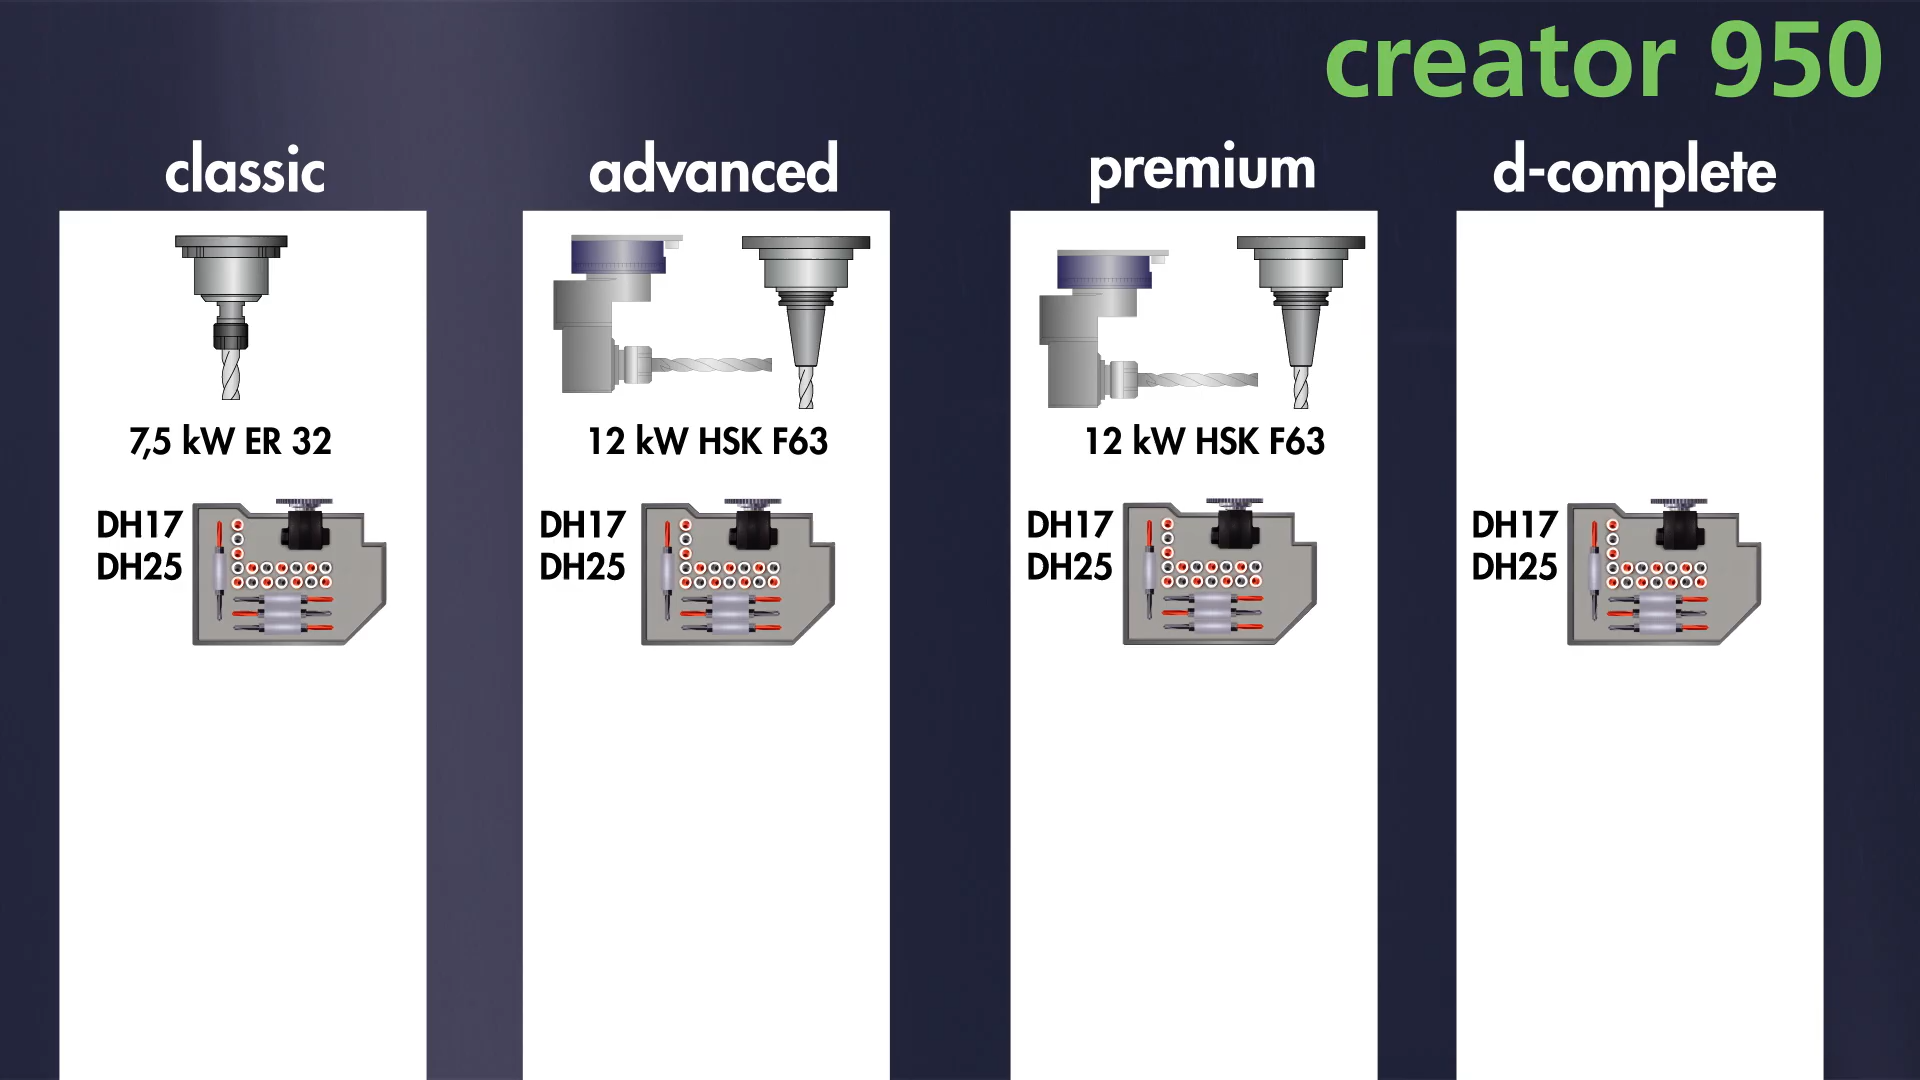 creator 950
classic
advanced
premium
d-complete
7,5 kW ER 32
12 kW HSK F63
12 kW HSK F63
DH17
DH25
DH17
DH25
DH17
DH25
DH17
DH25